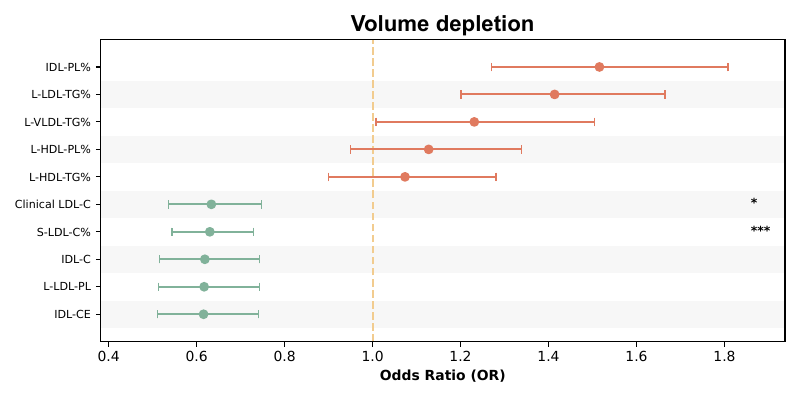 Volume depletion
IDL-PL%
L-LDL-TG%
L-VLDL-TG%
L-HDL-PL%
L-HDL-TG%
Clinical LDL-C *
S-LDL-C% ***
IDL-C
L-LDL-PL
IDL-CE
0.4 0.6 0.8 1.0 1.2 1.4 1.6 1.8
Odds Ratio (OR)